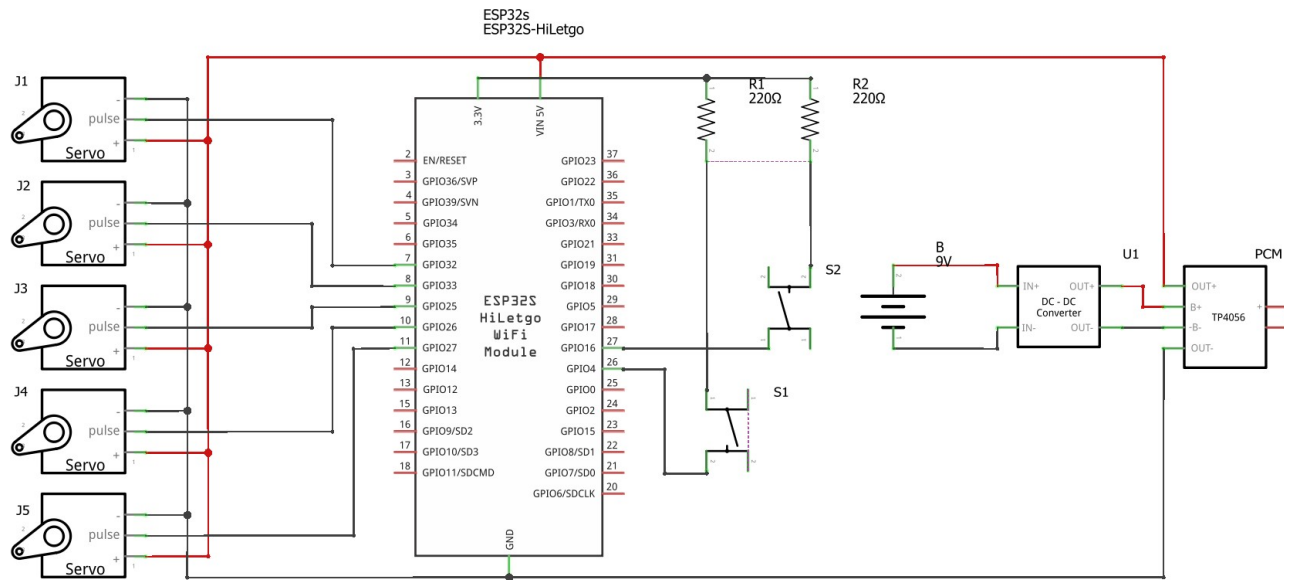 ESP32s
ESP32S-HiLetgo
J1
-
pulse
+
Servo
J2
-
pulse
+
Servo
J3
-
pulse
+
Servo
J4
-
pulse
+
Servo
J5
-
pulse
+
Servo
3.3V
VIN 5V
2 EN/RESET
3 GPIO36/SVP
4 GPIO39/SVN
5 GPIO34
6 GPIO35
7 GPIO32
8 GPIO33
9 GPIO25
10 GPIO26
11 GPIO27
12 GPIO14
13 GPIO12
15 GPIO13
16 GPIO9/SD2
17 GPIO10/SD3
18 GPIO11/SDCMD
ESP32S
HiLetgo
WiFi
Module
GPIO23 37
GPIO22 36
GPIO1/TX0 35
GPIO3/RX0 34
GPIO21 33
GPIO19 31
GPIO18 30
GPIO5 29
GPIO17 28
GPIO16 27
GPIO4 26
GPIO0 25
GPIO2 24
GPIO15 23
GPIO8/SD1 22
GPIO7/SD0 21
GPIO6/SDCLK 20
GND
R1
220Ω
R2
220Ω
S2
S1
B
9V
U1
IN+
IN-
OUT+
OUT-
DC - DC
Converter
PCM
OUT+
B+
-B-
OUT-
TP4056
+
-